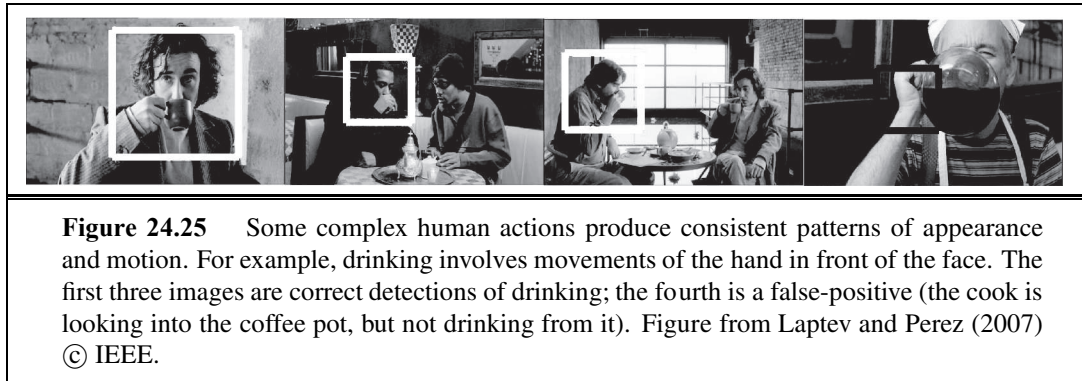 Figure 24.25 Some complex human actions produce consistent patterns of appearance
and motion. For example, drinking involves movements of the hand in front of the face. The
first three images are correct detections of drinking; the fourth is a false-positive (the cook is
looking into the coffee pot, but not drinking from it). Figure from Laptev and Perez (2007)
© IEEE.